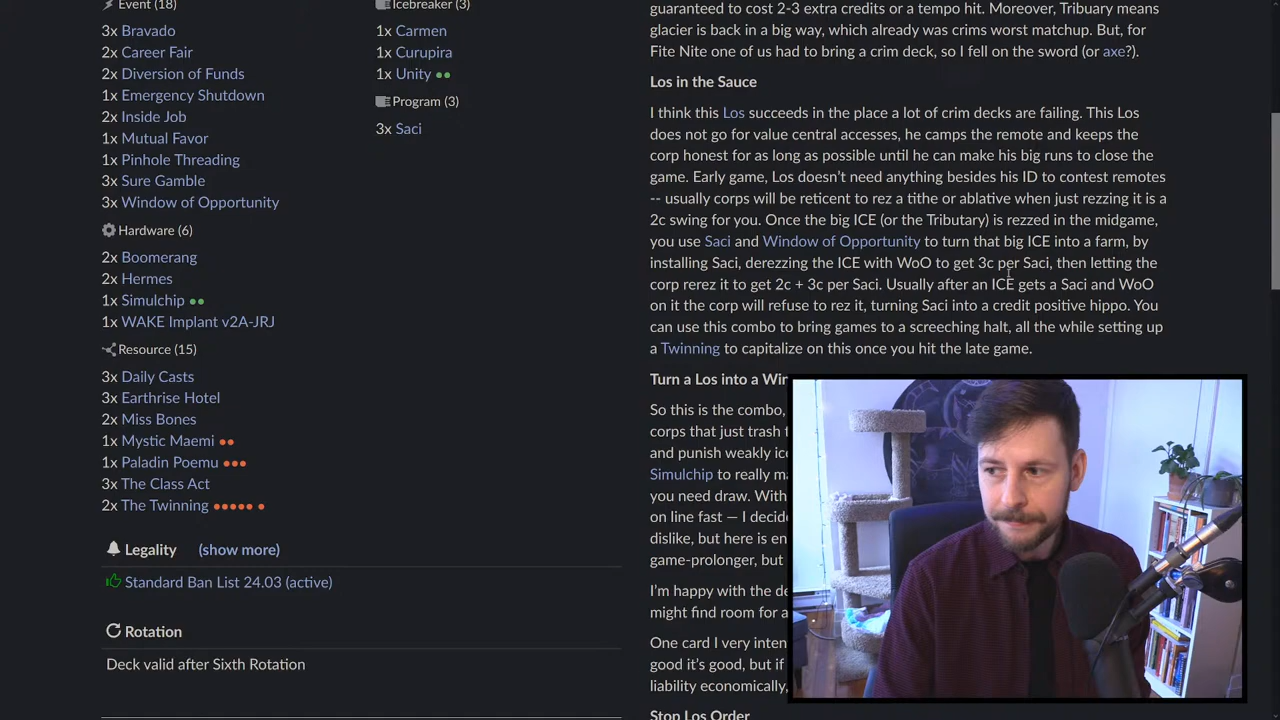 Event (18)
3x Bravado
2x Career Fair
2x Diversion of Funds
1x Emergency Shutdown
2x Inside Job
1x Mutual Favor
1x Pinhole Threading
3x Sure Gamble
3x Window of Opportunity
Hardware (6)
2x Boomerang
2x Hermes
1x Simulchip ●●
1x WAKE Implant v2A-JRJ
Resource (15)
3x Daily Casts
3x Earthrise Hotel
2x Miss Bones
1x Mystic Maemi ●●
1x Paladin Poemu ●●●
3x The Class Act
2x The Twinning ●●●●● ●
Icebreaker (3)
1x Carmen
1x Curupira
1x Unity ●●
Program (3)
3x Saci
Legality (show more)
Standard Ban List 24.03 (active)
Rotation
Deck valid after Sixth Rotation
guaranteed to cost 2-3 extra credits or a tempo hit. Moreover, Tribuary means
glacier is back in a big way, which already was crims worst matchup. But, for
Fite Nite one of us had to bring a crim deck, so I fell on the sword (or axe?).
Los in the Sauce
I think this Los succeeds in the place a lot of crim decks are failing. This Los
does not go for value central accesses, he camps the remote and keeps the
corp honest for as long as possible until he can make his big runs to close the
game. Early game, Los doesn't need anything besides his ID to contest remotes
-- usually corps will be reticent to rez a tithe or ablative when just rezzing it is a
2c swing for you. Once the big ICE (or the Tributary) is rezzed in the midgame,
you use Saci and Window of Opportunity to turn that big ICE into a farm, by
installing Saci, derezzing the ICE with WoO to get 3c per Saci, then letting the
corp rerez it to get 2c + 3c per Saci. Usually after an ICE gets a Saci and WoO
on it the corp will refuse to rez it, turning Saci into a credit positive hippo. You
can use this combo to bring games to a screeching halt, all the while setting up
a Twinning to capitalize on this once you hit the late game.
Turn a Los into a Win
So this is the combo,
corps that just trash
and punish weakly ice
Simulchip to really ma
you need draw. With
on line fast — I decide
dislike, but here is en
game-prolonger, but
I'm happy with the de
might find room for a
One card I very inten
good it's good, but if
liability economically,
Stop Los Order